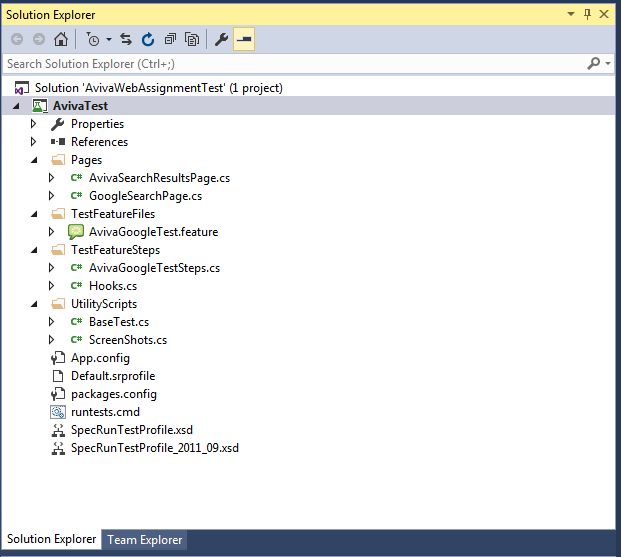 Solution Explorer
Search Solution Explorer (Ctrl+;)
Solution 'AvivaWebAssignmentTest' (1 project)
AvivaTest
Properties
References
Pages
C# AvivaSearchResultsPage.cs
C# GoogleSearchPage.cs
TestFeatureFiles
AvivaGoogleTest.feature
TestFeatureSteps
C# AvivaGoogleTestSteps.cs
C# Hooks.cs
UtilityScripts
C# BaseTest.cs
C# ScreenShots.cs
App.config
Default.srprofile
packages.config
runtests.cmd
SpecRunTestProfile.xsd
SpecRunTestProfile_2011_09.xsd
Solution Explorer Team Explorer